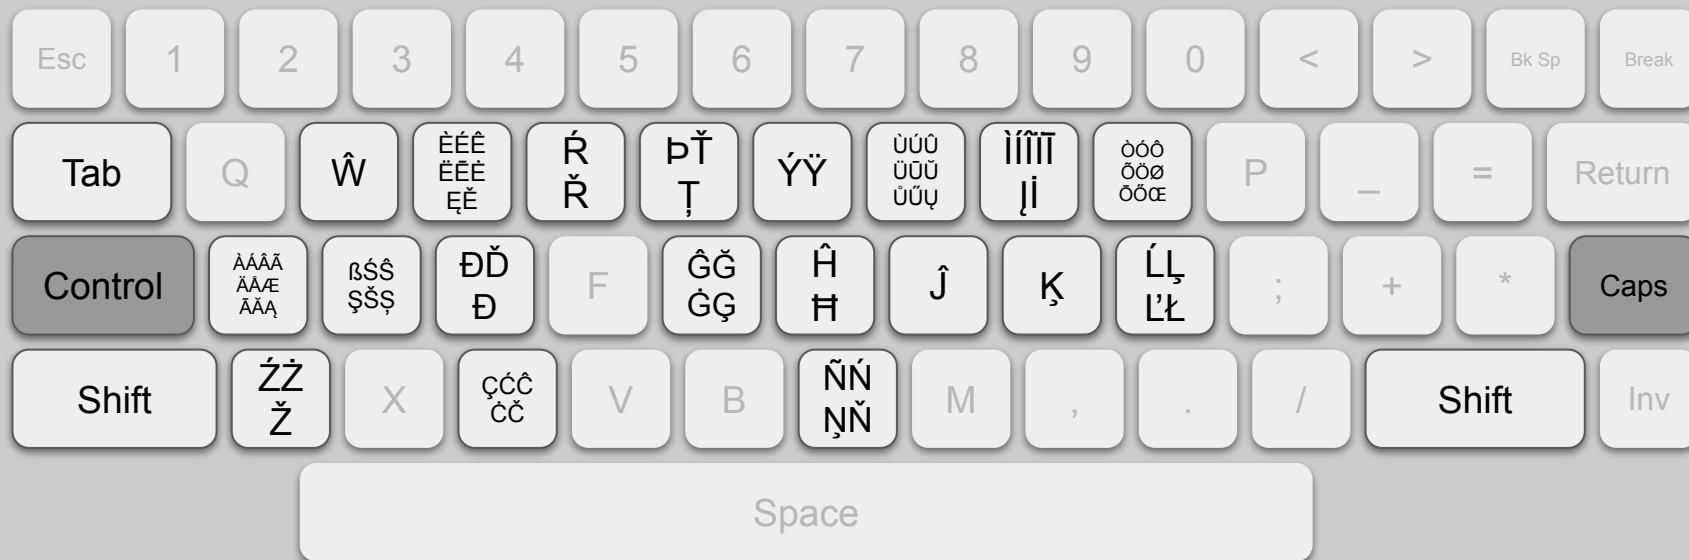 Esc 1 2 3 4 5 6 7 8 9 0 < > Bk Sp Break
Tab Q Ŵ ÈÉÊ ËĒĖ ĘĚ Ŕ Ř ÞŤ Ț ÝŸ ÙÚÛ ÜŪŬ ŮŰŲ ÌÍÎÏĪ Įİ ÒÓÔ ÕÖØ ŌŐŒ P _ = Return
Control ÀÁÂÃ ÄÅÆ ĀĂĄ ßŚŜ ŞŠȘ ÐĎ Đ F ĜĞ ĠĢ Ĥ Ħ Ĵ Ķ ĹĻ ĽŁ ; + * Caps
Shift ŹŻ Ž X ÇĆĈ ĊČ V B ÑŃ ŅŇ M , . / Shift Inv
Space